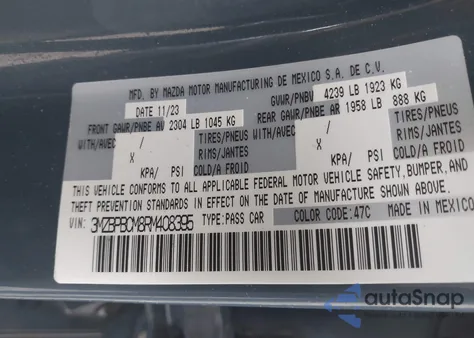 MFD. BY MAZDA MOTOR MANUFACTURING DE MEXICO S.A. DE C.V.
DATE 11/23 GVWR/PNBV 4239 LB 1923 KG
FRONT GAWR/PNBE AV 2304 LB 1045 KG REAR GAWR/PNBE AR 1958 LB 888 KG
WITH/AVEC / TIRES/PNEUS WITH/AVEC / TIRES/PNEUS
X RIMS/JANTES X RIMS/JANTES
KPA/ PSI COLD/A FROID KPA/ PSI COLD/A FROID
THIS VEHICLE CONFORMS TO ALL APPLICABLE FEDERAL MOTOR VEHICLE SAFETY, BUMPER, AND
THEFT PREVENTION STANDARDS IN EFFECT ON THE DATE OF MANUFACTURE SHOWN ABOVE.
VIN: 3MZBPBCM8RM408395 TYPE:PASS CAR COLOR CODE:47C MEXICO
autoSnap